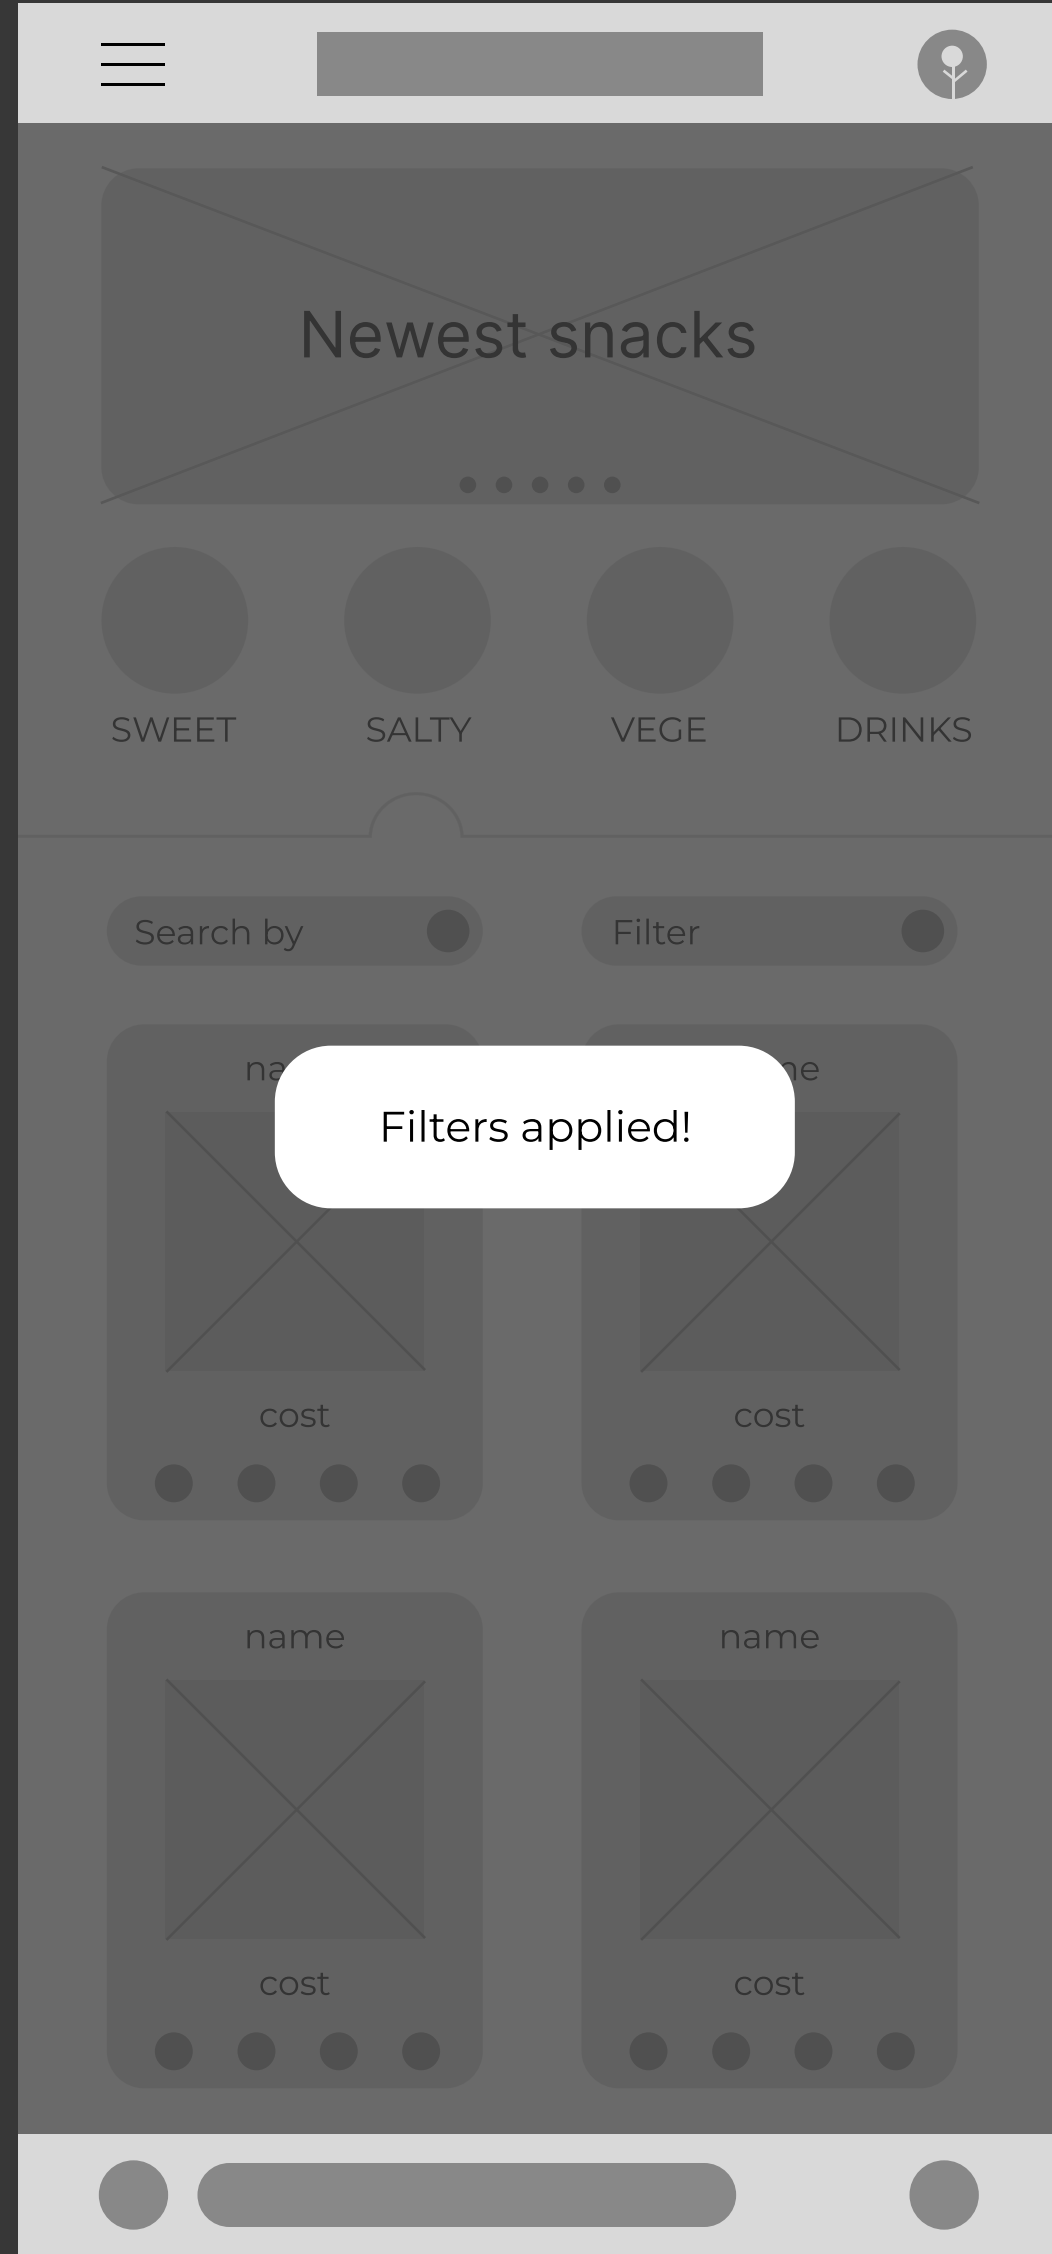 Newest snacks
SWEET SALTY VEGE DRINKS
Search by Filter
Filters applied!
cost cost
name name
cost cost